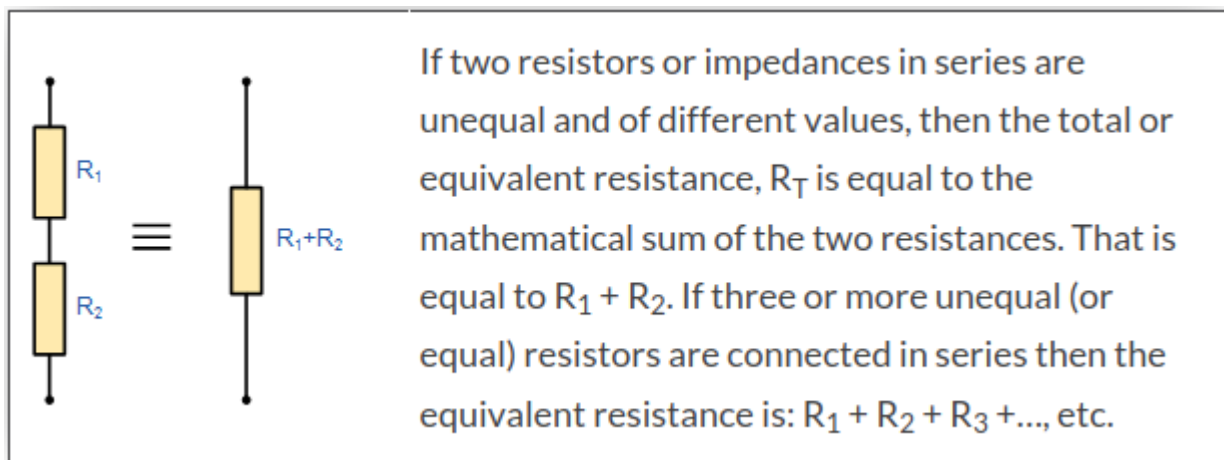 R₁
R₂
≡
R₁+R₂
If two resistors or impedances in series are
unequal and of different values, then the total or
equivalent resistance, R_T is equal to the
mathematical sum of the two resistances. That is
equal to R₁ + R₂. If three or more unequal (or
equal) resistors are connected in series then the
equivalent resistance is: R₁ + R₂ + R₃ +…, etc.